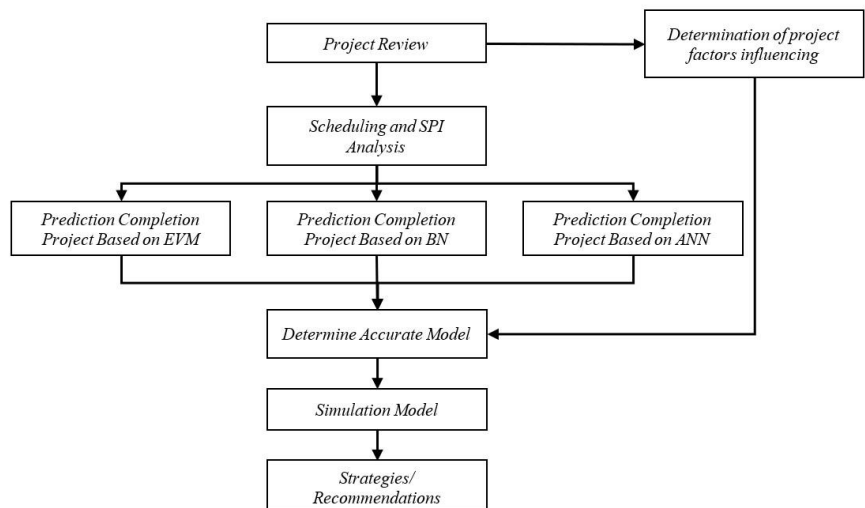 Project Review
Determination of project
factors influencing
Scheduling and SPI
Analysis
Prediction Completion
Project Based on EVM
Prediction Completion
Project Based on BN
Prediction Completion
Project Based on ANN
Determine Accurate Model
Simulation Model
Strategies/
Recommendations